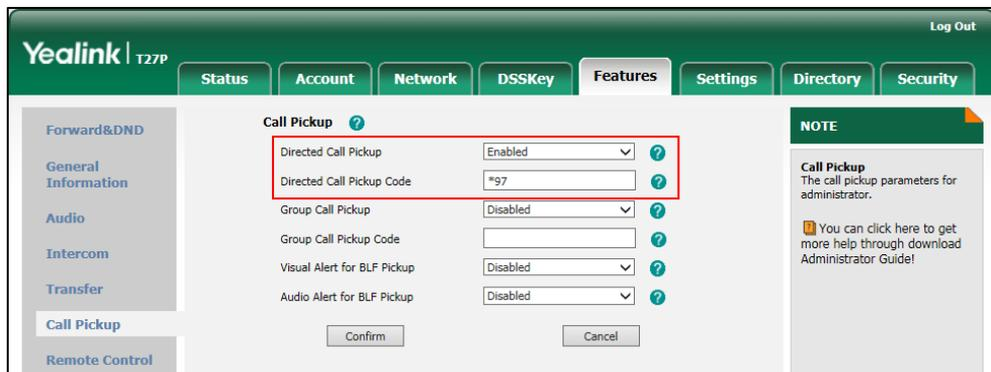 Log Out
Yealink | T27P
Status Account Network DSSKey Features Settings Directory Security
Forward&DND
General
Information
Audio
Intercom
Transfer
Call Pickup
Remote Control
Call Pickup ?
Directed Call Pickup Enabled ?
Directed Call Pickup Code *97 ?
Group Call Pickup Disabled ?
Group Call Pickup Code ?
Visual Alert for BLF Pickup Disabled ?
Audio Alert for BLF Pickup Disabled ?
Confirm Cancel
NOTE
Call Pickup
The call pickup parameters for
administrator.
? You can click here to get
more help through download
Administrator Guide!